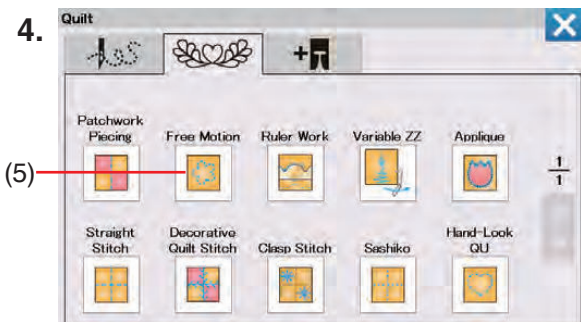 4.
Quilt
Patchwork
Piecing
Free Motion
Ruler Work
Variable ZZ
Applique
(5)
1
1
Straight
Stitch
Decorative
Quilt Stitch
Clasp Stitch
Sashiko
Hand-Look
QU